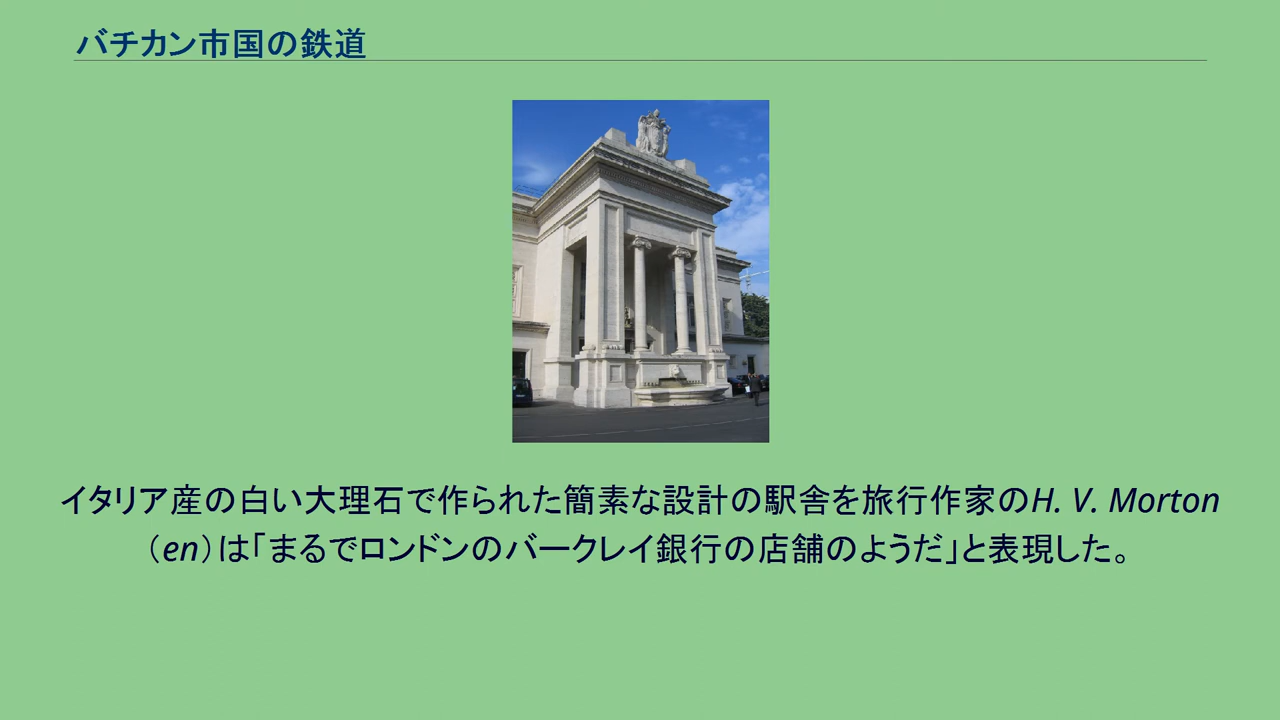 バチカン市国の鉄道
イタリア産の白い大理石で作られた簡素な設計の駅舎を旅行作家のH. V. Morton
（en）は「まるでロンドンのバークレイ銀行の店舗のようだ」と表現した。